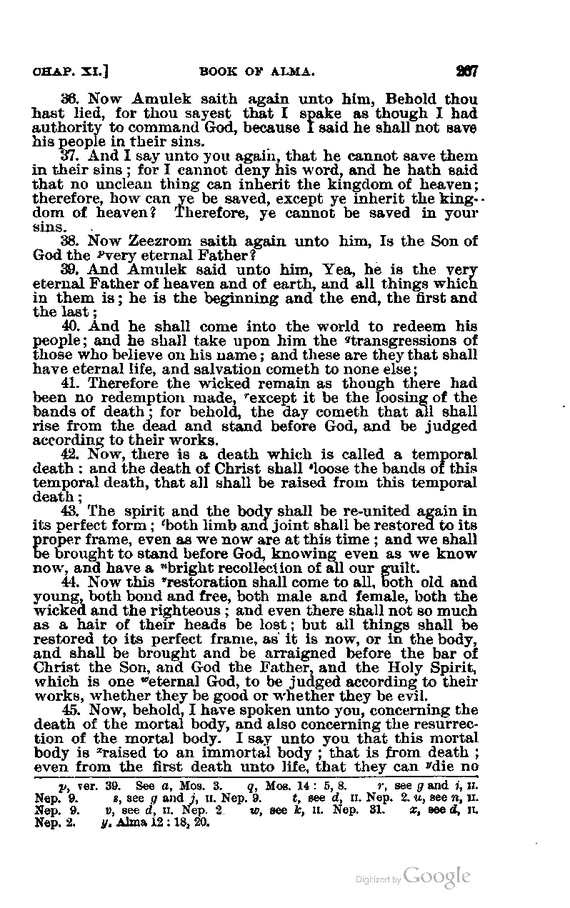 CHAP. XI.] BOOK OF ALMA. 267
36. Now Amulek saith again unto him, Behold thou
hast lied, for thou sayest that I spake as though I had
authority to command God, because I said he shall not save
his people in their sins.
37. And I say unto you again, that he cannot save them
in their sins; for I cannot deny his word, and he hath said
that no unclean thing can inherit the kingdom of heaven;
therefore, how can ye be saved, except ye inherit the king-
dom of heaven? Therefore, ye cannot be saved in your
sins.
38. Now Zeezrom saith again unto him, Is the Son of
God the ᵖvery eternal Father?
39. And Amulek said unto him, Yea, he is the very
eternal Father of heaven and of earth, and all things which
in them is; he is the beginning and the end, the first and
the last;
40. And he shall come into the world to redeem his
people; and he shall take upon him the qtransgressions of
those who believe on his name; and these are they that shall
have eternal life, and salvation cometh to none else;
41. Therefore the wicked remain as though there had
been no redemption made, ʳexcept it be the loosing of the
bands of death; for behold, the day cometh that all shall
rise from the dead and stand before God, and be judged
according to their works.
42. Now, there is a death which is called a temporal
death: and the death of Christ shall ˢloose the bands of this
temporal death, that all shall be raised from this temporal
death;
43. The spirit and the body shall be re-united again in
its perfect form; ᵗboth limb and joint shall be restored to its
proper frame, even as we now are at this time; and we shall
be brought to stand before God, knowing even as we know
now, and have a ᵘbright recollection of all our guilt.
44. Now this ᵛrestoration shall come to all, both old and
young, both bond and free, both male and female, both the
wicked and the righteous; and even there shall not so much
as a hair of their heads be lost; but all things shall be
restored to its perfect frame, as it is now, or in the body,
and shall be brought and be arraigned before the bar of
Christ the Son, and God the Father, and the Holy Spirit,
which is one ʷeternal God, to be judged according to their
works, whether they be good or whether they be evil.
45. Now, behold, I have spoken unto you, concerning the
death of the mortal body, and also concerning the resurrec-
tion of the mortal body. I say unto you that this mortal
body is ˣraised to an immortal body; that is from death;
even from the first death unto life, that they can ʸdie no
p, ver. 39. See a, Mos. 3. q, Mos. 14: 5, 8. r, see g and i, II.
Nep. 9. s, see g and j, II. Nep. 9. t, see d, II. Nep. 2. u, see n, II.
Nep. 9. v, see d, II. Nep. 2 w, see k, II. Nep. 31. x, see d, II.
Nep. 2. y, Alma 12: 18, 20.
Digitized by Google